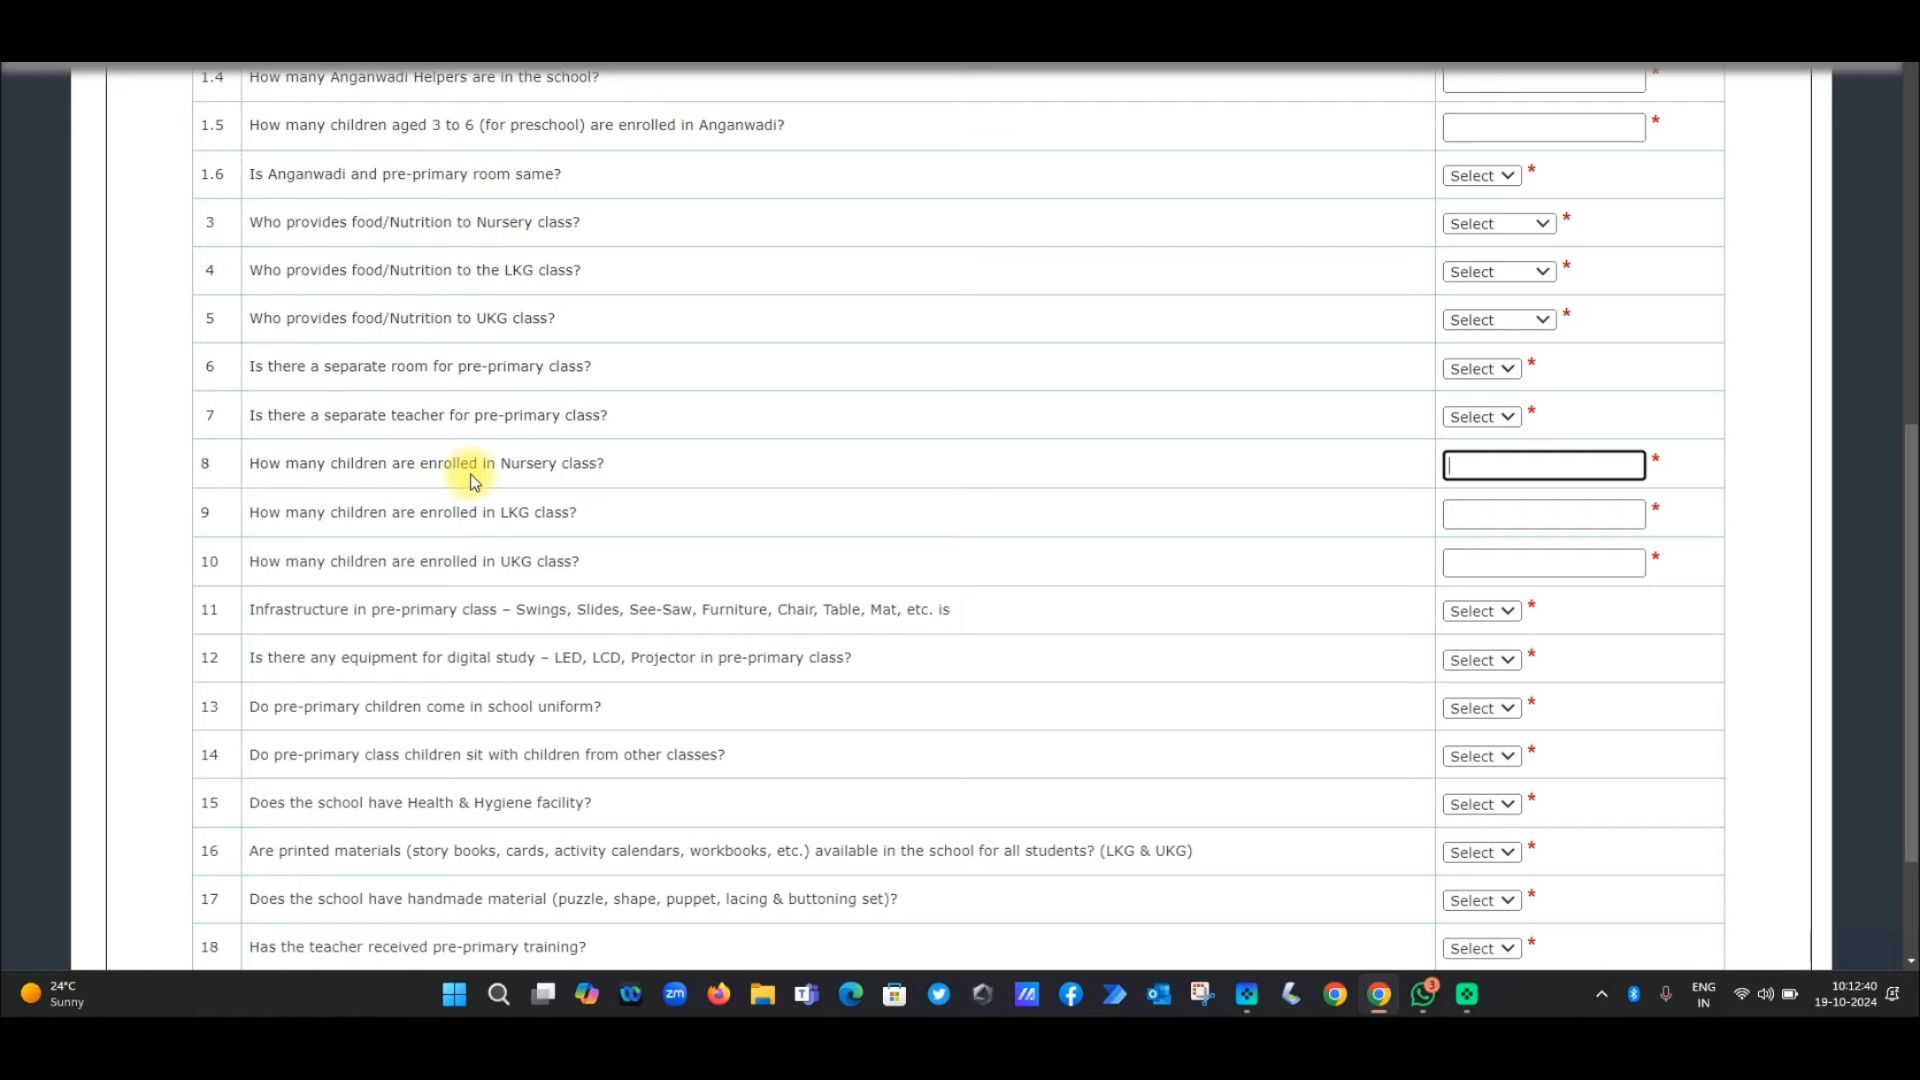 1.4 How many Anganwadi Helpers are in the school? *
1.5 How many children aged 3 to 6 (for preschool) are enrolled in Anganwadi? *
1.6 Is Anganwadi and pre-primary room same? Select *
3 Who provides food/Nutrition to Nursery class? Select *
4 Who provides food/Nutrition to the LKG class? Select *
5 Who provides food/Nutrition to UKG class? Select *
6 Is there a separate room for pre-primary class? Select *
7 Is there a separate teacher for pre-primary class? Select *
8 How many children are enrolled in Nursery class? *
9 How many children are enrolled in LKG class? *
10 How many children are enrolled in UKG class? *
11 Infrastructure in pre-primary class – Swings, Slides, See-Saw, Furniture, Chair, Table, Mat, etc. is Select *
12 Is there any equipment for digital study – LED, LCD, Projector in pre-primary class? Select *
13 Do pre-primary children come in school uniform? Select *
14 Do pre-primary class children sit with children from other classes? Select *
15 Does the school have Health & Hygiene facility? Select *
16 Are printed materials (story books, cards, activity calendars, workbooks, etc.) available in the school for all students? (LKG & UKG) Select *
17 Does the school have handmade material (puzzle, shape, puppet, lacing & buttoning set)? Select *
18 Has the teacher received pre-primary training? Select *
24°C
Sunny
zm
3
ENG
IN
10:12:40
19-10-2024